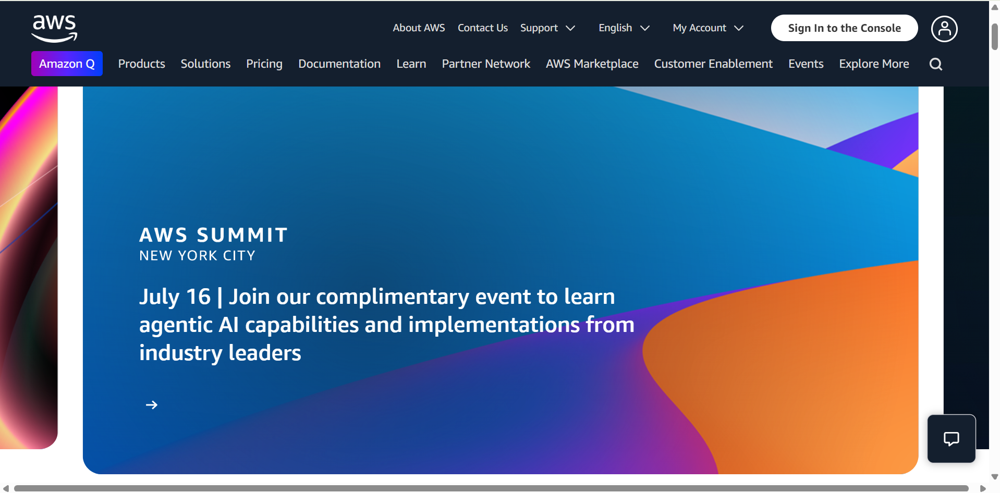 aws
About AWS Contact Us Support English My Account Sign In to the Console
Amazon Q Products Solutions Pricing Documentation Learn Partner Network AWS Marketplace Customer Enablement Events Explore More
AWS SUMMIT
NEW YORK CITY
July 16 | Join our complimentary event to learn
agentic AI capabilities and implementations from
industry leaders